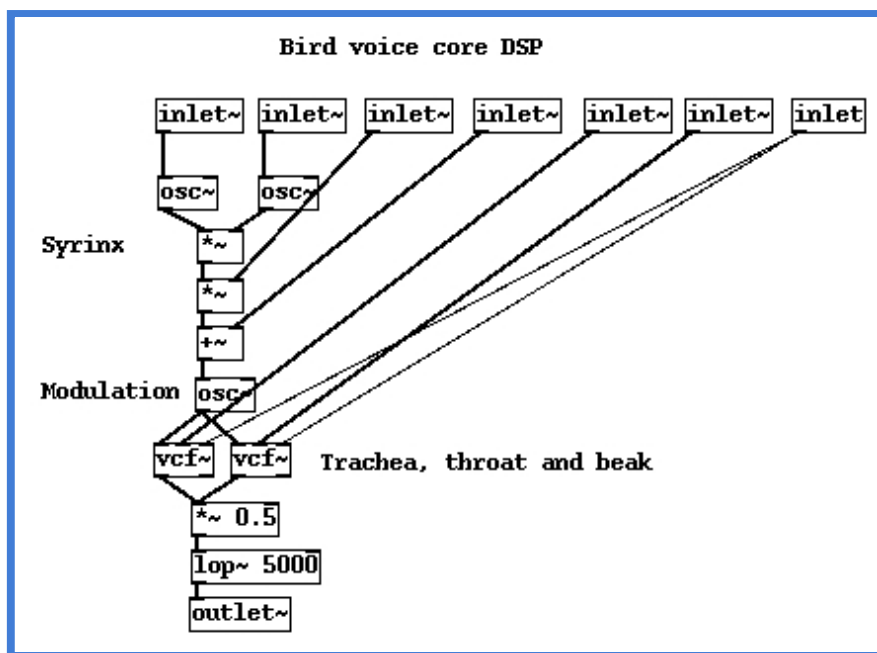 Bird voice core DSP
inlet~ inlet~ inlet~ inlet~ inlet~ inlet~ inlet
osc~ osc~
Syrinx *~
*~
+~
Modulation osc~
vcf~ vcf~ Trachea, throat and beak
*~ 0.5
lop~ 5000
outlet~